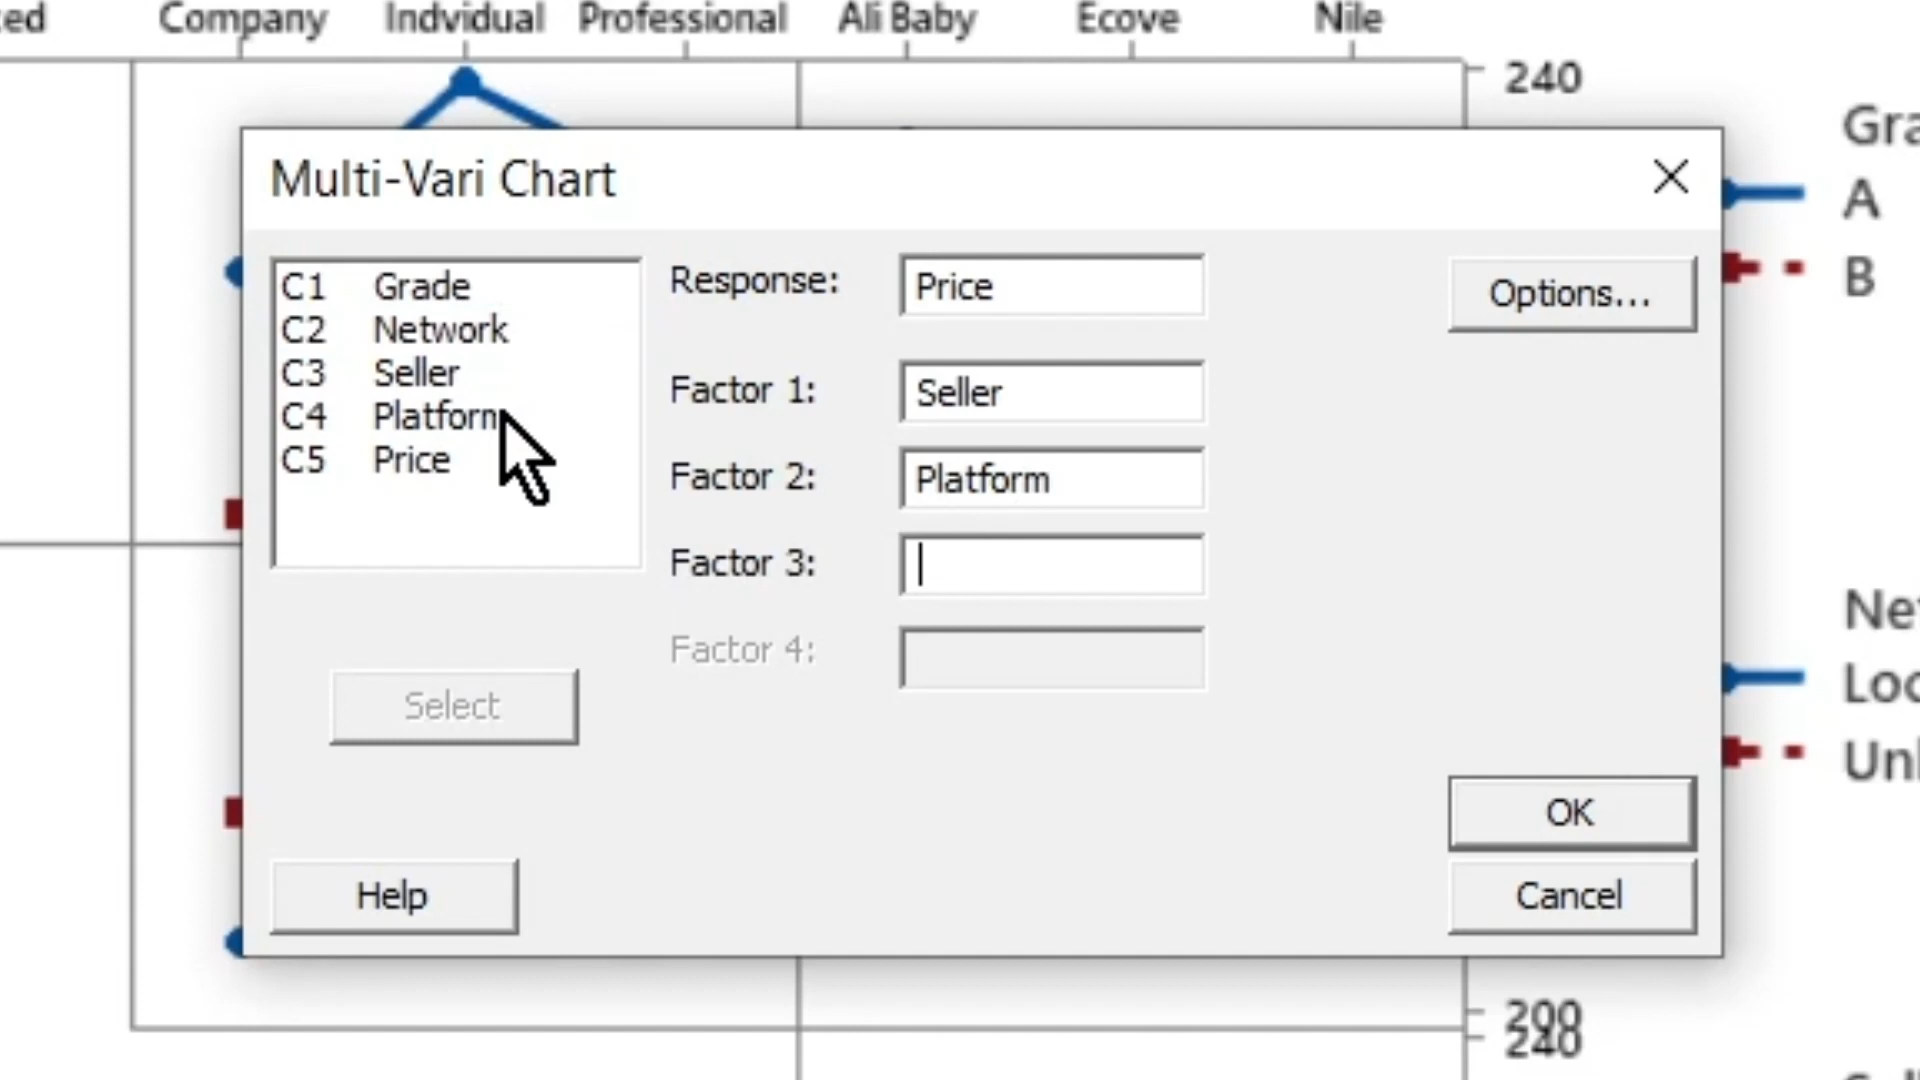 Company Indvidual Professional Ali Baby Ecove Nile
240
A
B
Multi-Vari Chart
C1 Grade
C2 Network
C3 Seller
C4 Platform
C5 Price
Response: Price
Factor 1: Seller
Factor 2: Platform
Factor 3:
Factor 4:
Options...
Select
OK
Help
Cancel
200
240